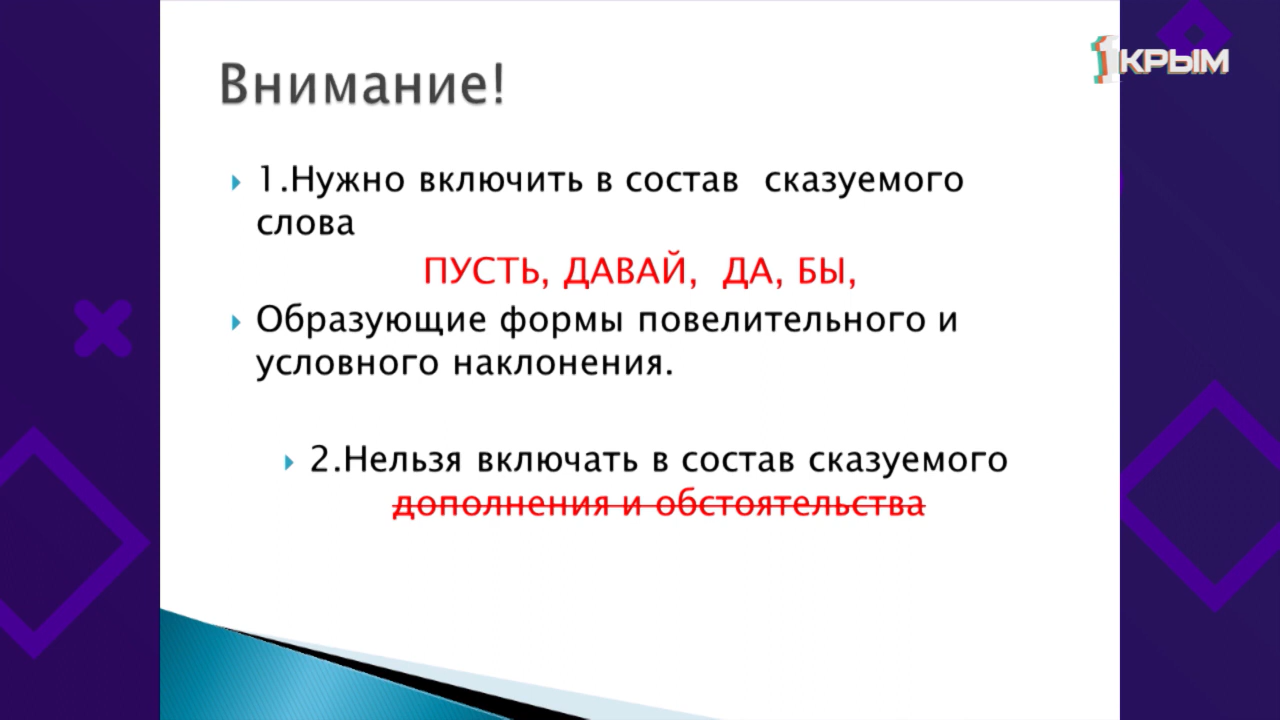 1КРЫМ
Внимание!
1.Нужно включить в состав сказуемого
слова
ПУСТЬ, ДАВАЙ, ДА, БЫ,
Образующие формы повелительного и
условного наклонения.
2.Нельзя включать в состав сказуемого
дополнения и обстоятельства